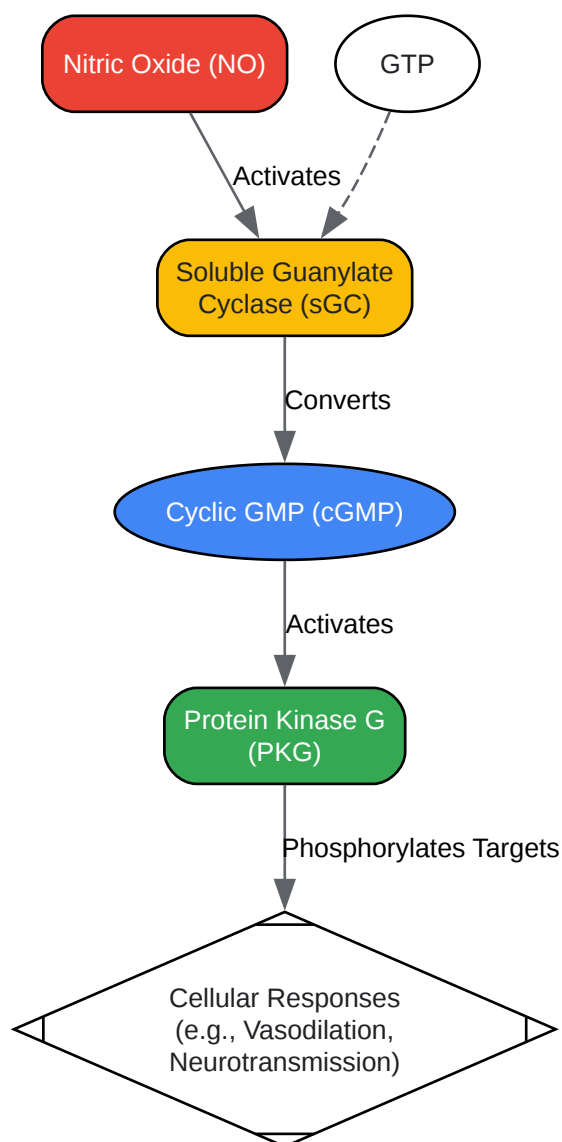 Nitric Oxide (NO)
GTP
Activates
Soluble Guanylate
Cyclase (sGC)
Converts
Cyclic GMP (cGMP)
Activates
Protein Kinase G
(PKG)
Phosphorylates Targets
Cellular Responses
(e.g., Vasodilation,
Neurotransmission)